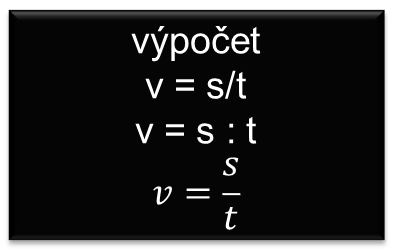 výpočet
v = s/t
v = s : t
v = s/t